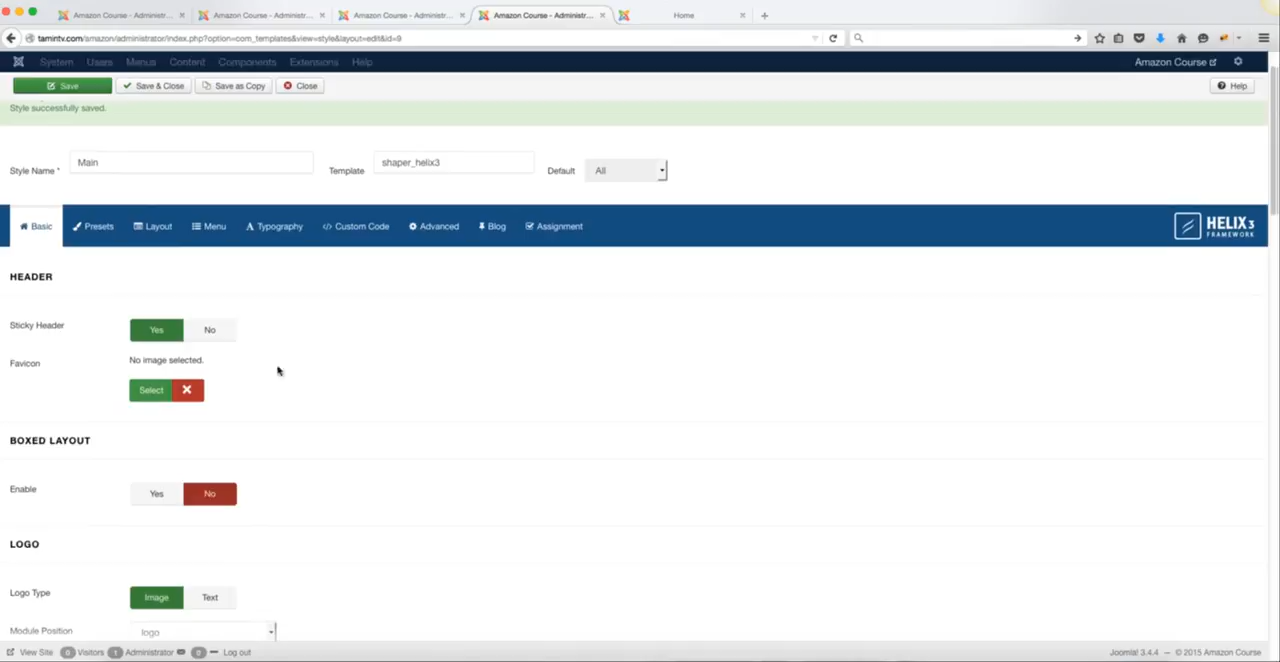 Amazon Course - Administr... × Amazon Course - Administr... × Amazon Course - Administr... × Amazon Course - Administr... × Home × +
tamintv.com/amazon/administrator/index.php?option=com_templates&view=style&layout=edit&id=9
System Users Menus Content Components Extensions Help Amazon Course
Save Save & Close Save as Copy Close Help
Style successfully saved.
Style Name * Main Template shaper_helix3 Default All
Basic Presets Layout Menu Typography Custom Code Advanced Blog Assignment HELIX3
FRAMEWORK
HEADER
Sticky Header Yes No
Favicon No image selected.
Select
BOXED LAYOUT
Enable Yes No
LOGO
Logo Type Image Text
Module Position logo
View Site 0 Visitors 1 Administrator 0 Log out Joomla! 3.4.4 — © 2015 Amazon Course